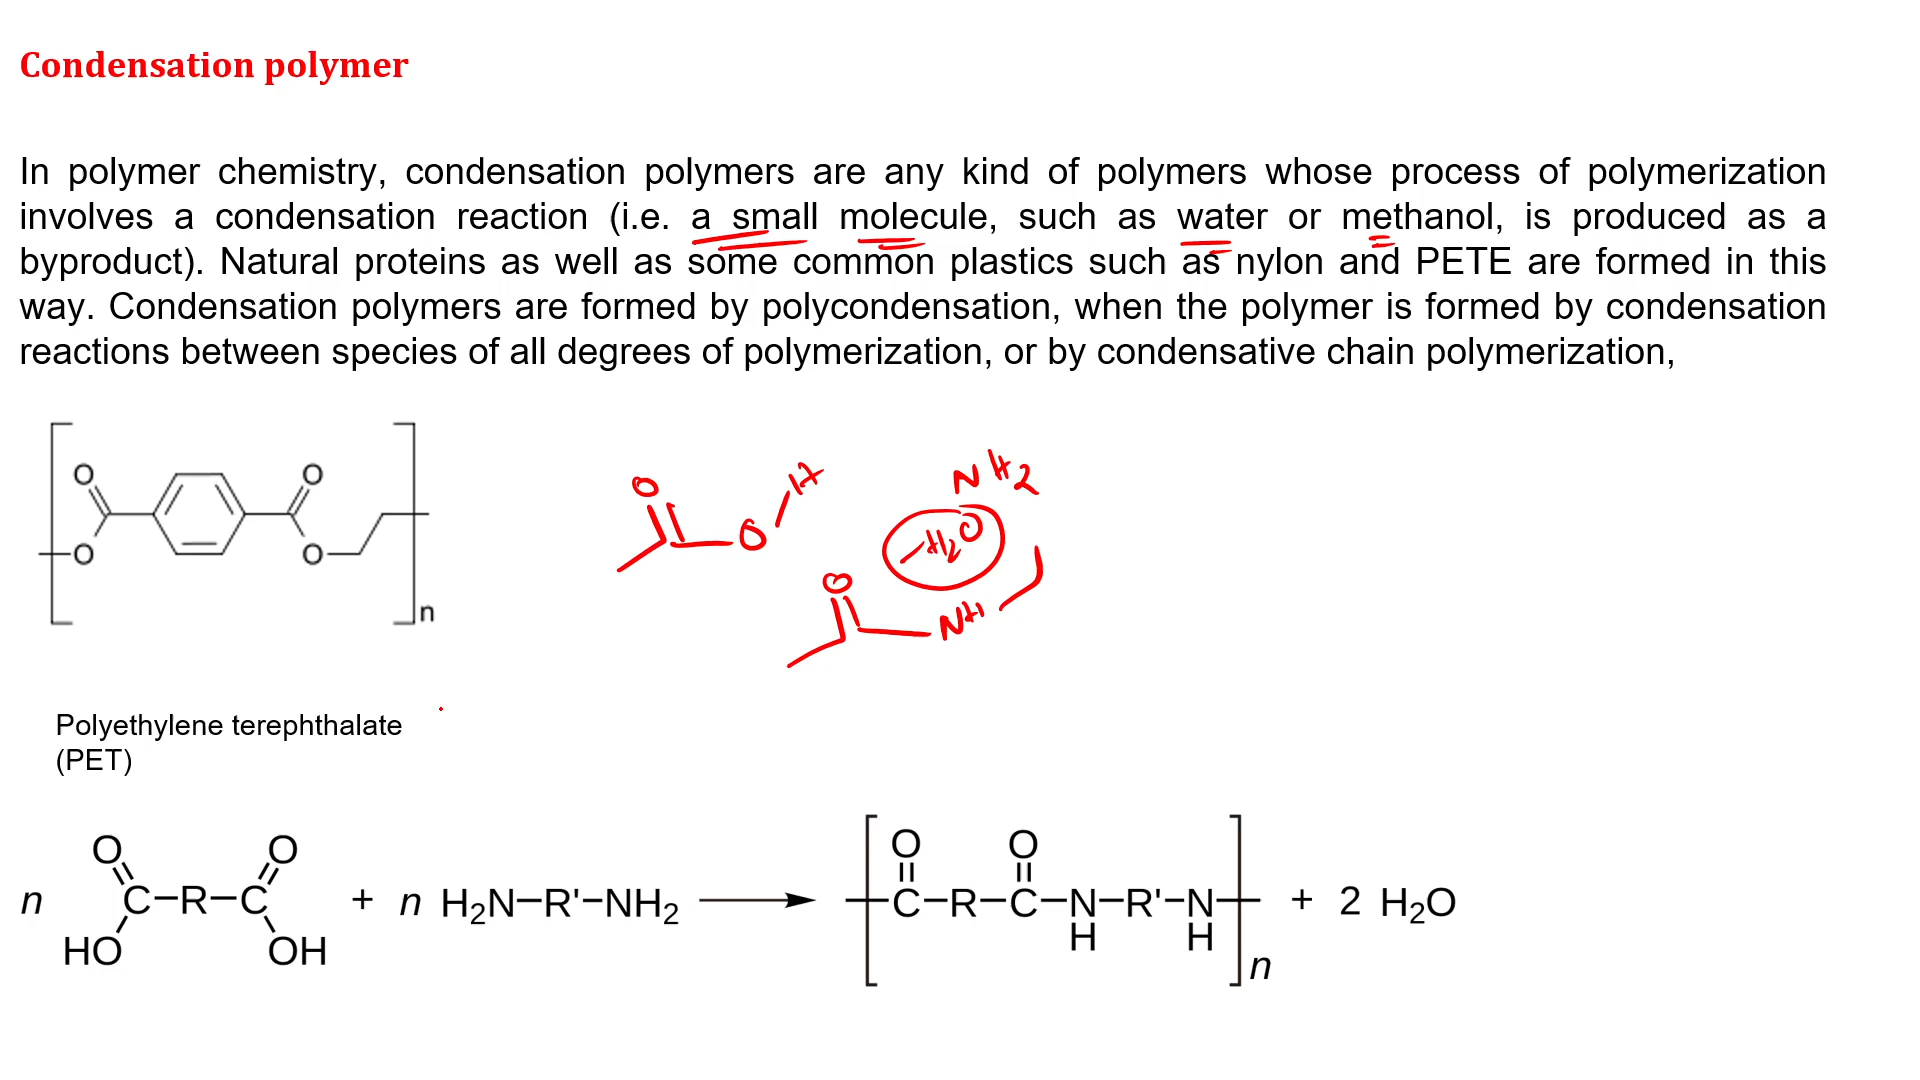 Condensation polymer
In polymer chemistry, condensation polymers are any kind of polymers whose process of polymerization
involves a condensation reaction (i.e. a small molecule, such as water or methanol, is produced as a
byproduct). Natural proteins as well as some common plastics such as nylon and PETE are formed in this
way. Condensation polymers are formed by polycondensation, when the polymer is formed by condensation
reactions between species of all degrees of polymerization, or by condensative chain polymerization,
O O
O O
n
O O H
NH2
-H2O
O NH
Polyethylene terephthalate
(PET)
O O O O
n C–R–C + n H₂N–R'–NH₂ → C–R–C–N–R'–N + 2 H₂O
HO OH H H
n